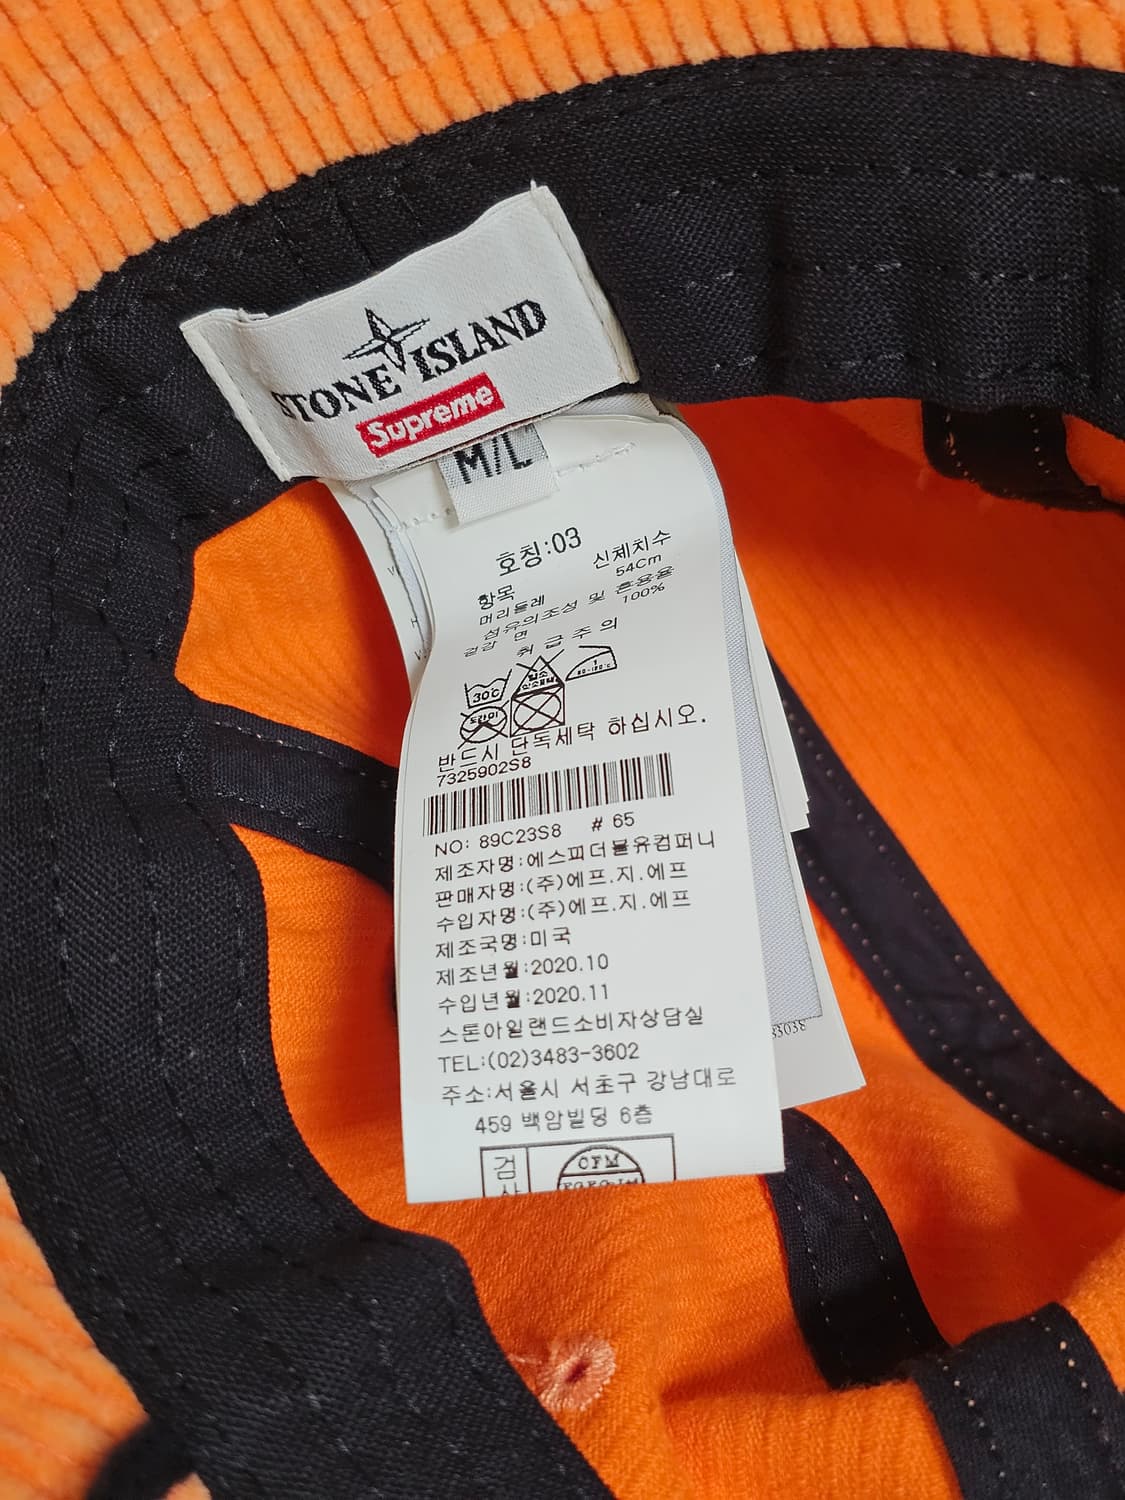 STONE ISLAND
Supreme
M/L
호칭:03
항목 신체치수
머리둘레 54Cm
섬유의조성 및 혼용율
겉감 면 100%
취급주의
30℃
드라이
반드시 단독세탁 하십시오.
7325902S8
NO: 89C23S8 # 65
제조자명:에스피더블유컴퍼니
판매자명:(주)에프.지.에프
수입자명:(주)에프.지.에프
제조국명:미국
제조년월:2020.10
수입년월:2020.11
스톤아일랜드소비자상담실
TEL:(02)3483-3602
주소:서울시 서초구 강남대로
459 백암빌딩 6층
검